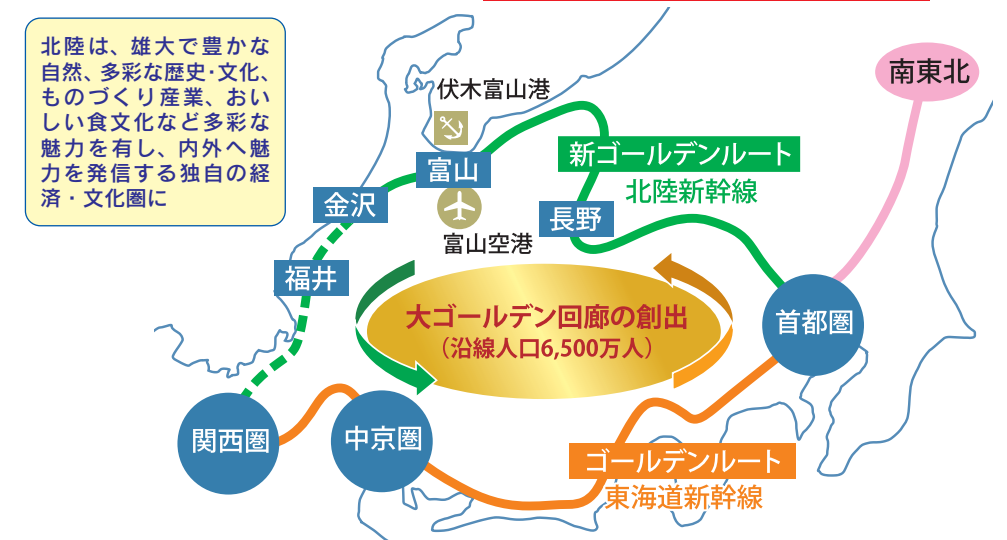 北陸は、雄大で豊かな
自然、多彩な歴史・文化、
ものづくり産業、おい
しい食文化など多彩な
魅力を有し、内外へ魅
力を発信する独自の経
済・文化圏に
南東北
伏木富山港
富山
新ゴールデンルート
北陸新幹線
金沢
長野
富山空港
福井
大ゴールデン回廊の創出
（沿線人口6,500万人）
首都圏
関西圏
中京圏
ゴールデンルート
東海道新幹線